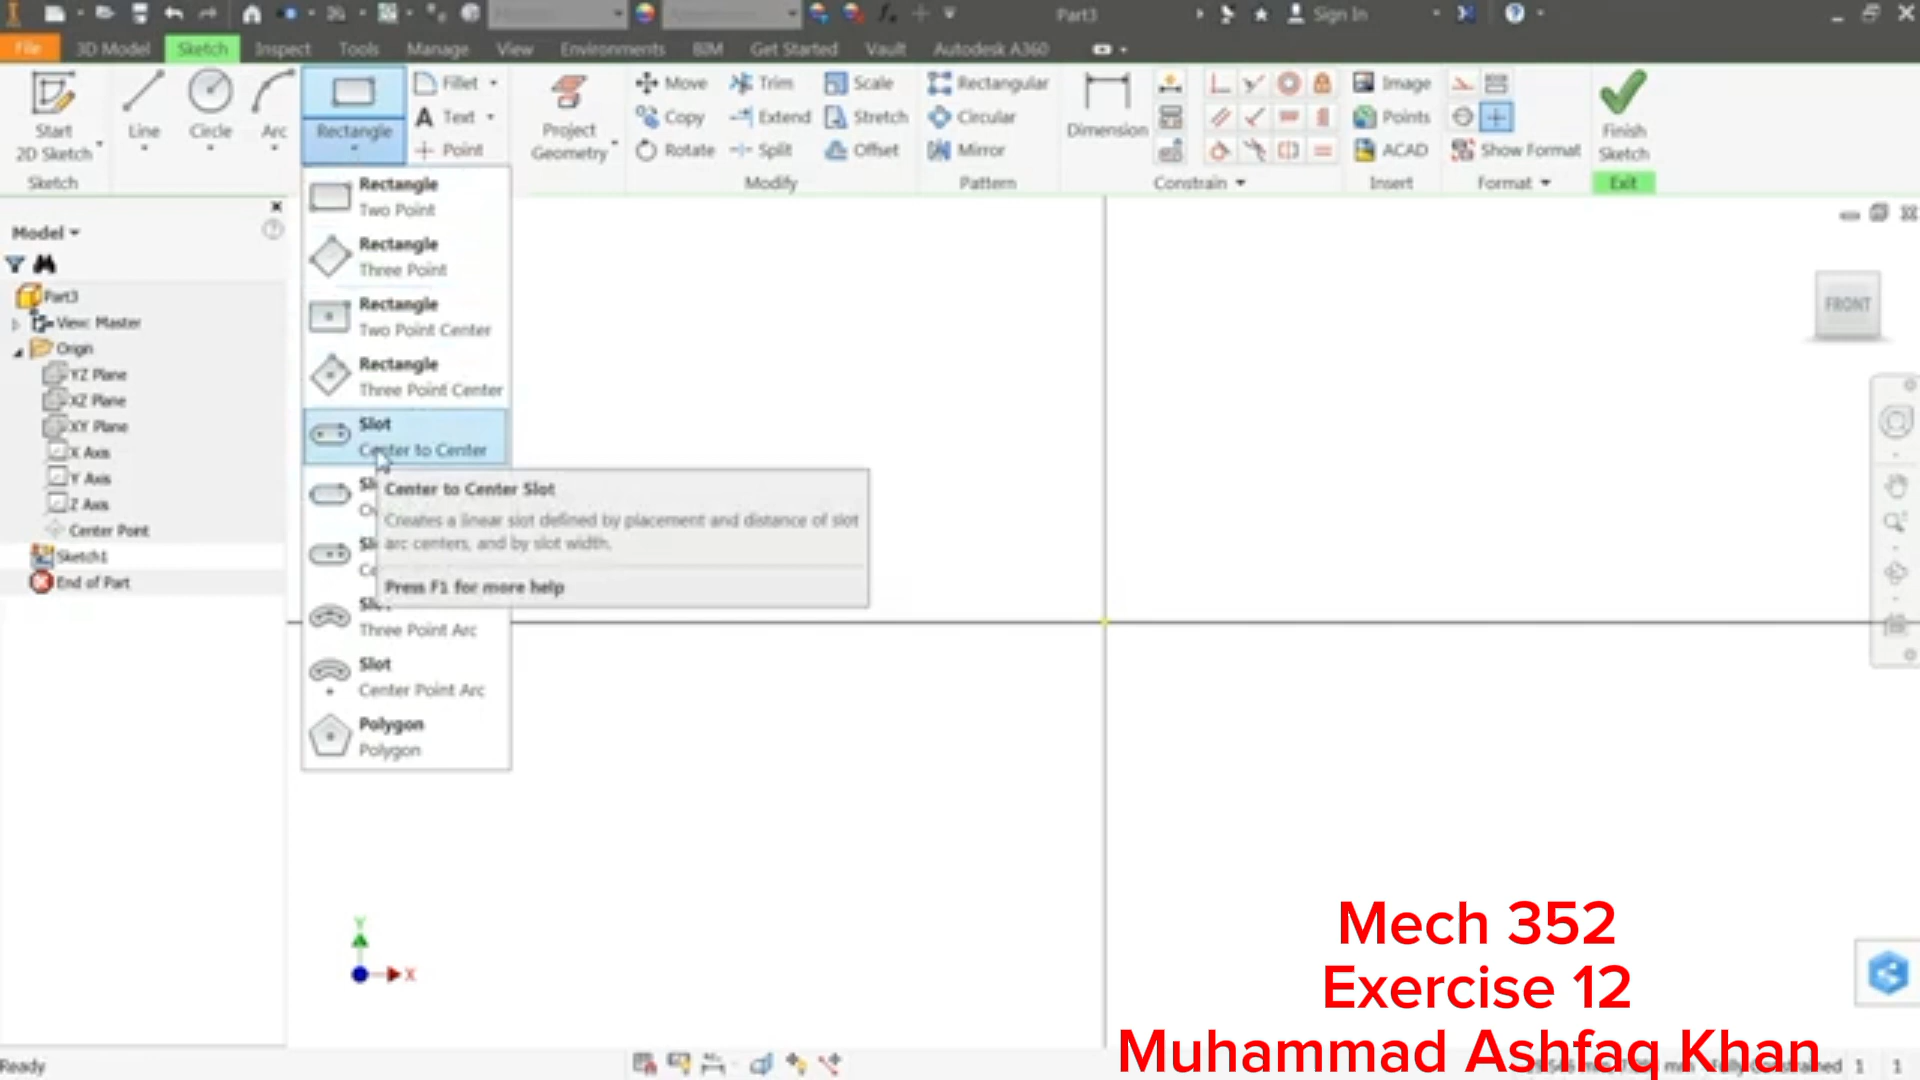 Part3
Sign In
File
3D Model
Sketch
Inspect
Tools
Manage
View
Environments
BIM
Get Started
Vault
Autodesk A360
Start
2D Sketch
Line
Circle
Arc
Rectangle
Fillet
Text
Point
Project
Geometry
Move
Copy
Rotate
Trim
Extend
Split
Scale
Stretch
Offset
Rectangular
Circular
Mirror
Dimension
Image
Points
ACAD
Show Format
Finish
Sketch
Sketch
Modify
Pattern
Constrain
Insert
Format
Exit
Model
Part3
View: Master
Origin
YZ Plane
XZ Plane
XY Plane
X Axis
Y Axis
Z Axis
Center Point
Sketch1
End of Part
Rectangle
Two Point
Rectangle
Three Point
Rectangle
Two Point Center
Rectangle
Three Point Center
Slot
Center to Center
Center to Center Slot
Creates a linear slot defined by placement and distance of slot
arc centers, and by slot width.
Press F1 for more help
Three Point Arc
Slot
Center Point Arc
Polygon
Polygon
FRONT
Y
X
Mech 352
Exercise 12
Muhammad Ashfaq Khan
Ready
1
1